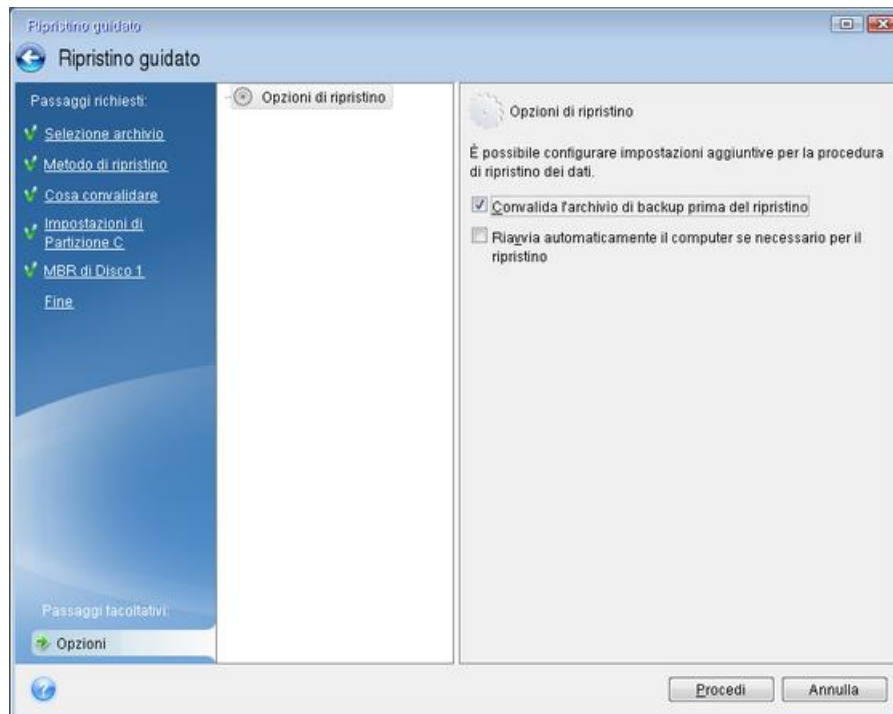 Ripristino guidato
Ripristino guidato
Passaggi richiesti:
Selezione archivio
Metodo di ripristino
Cosa convalidare
Impostazioni di
Partizione C
MBR di Disco 1
Fine
Passaggi facoltativi:
Opzioni
Opzioni di ripristino
Opzioni di ripristino
È possibile configurare impostazioni aggiuntive per la procedura
di ripristino dei dati.
Convalida l'archivio di backup prima del ripristino
Riavvia automaticamente il computer se necessario per il
ripristino
Procedi
Annulla